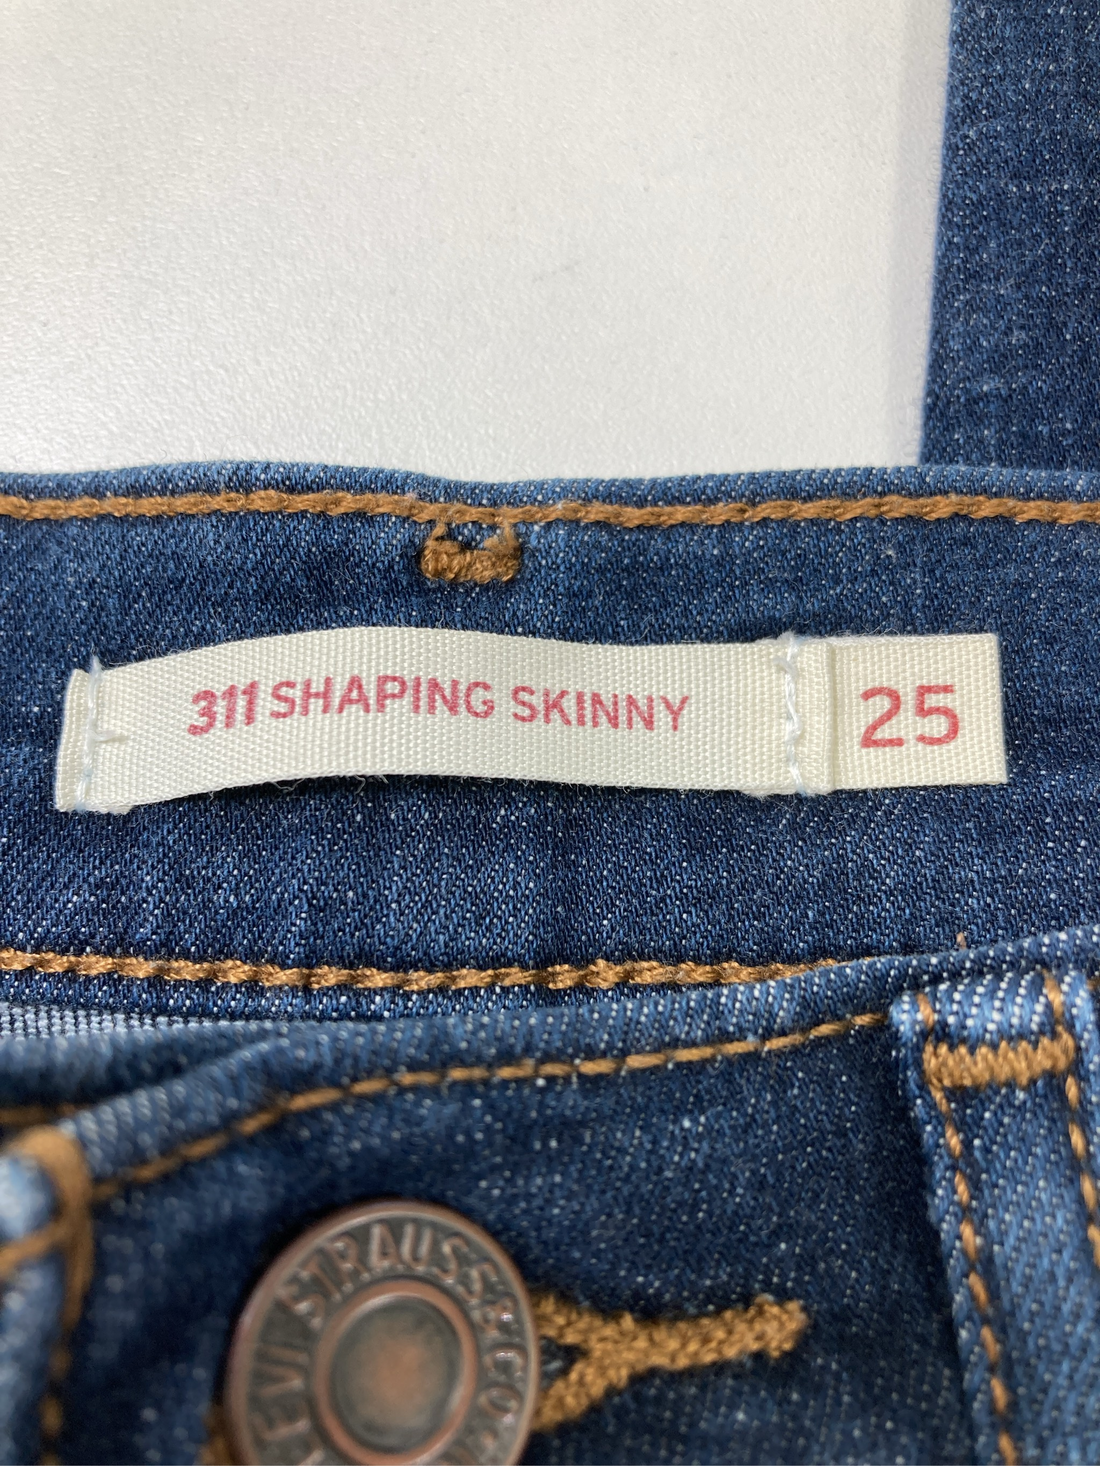 311 SHAPING SKINNY
25
LEVI STRAUSS & CO